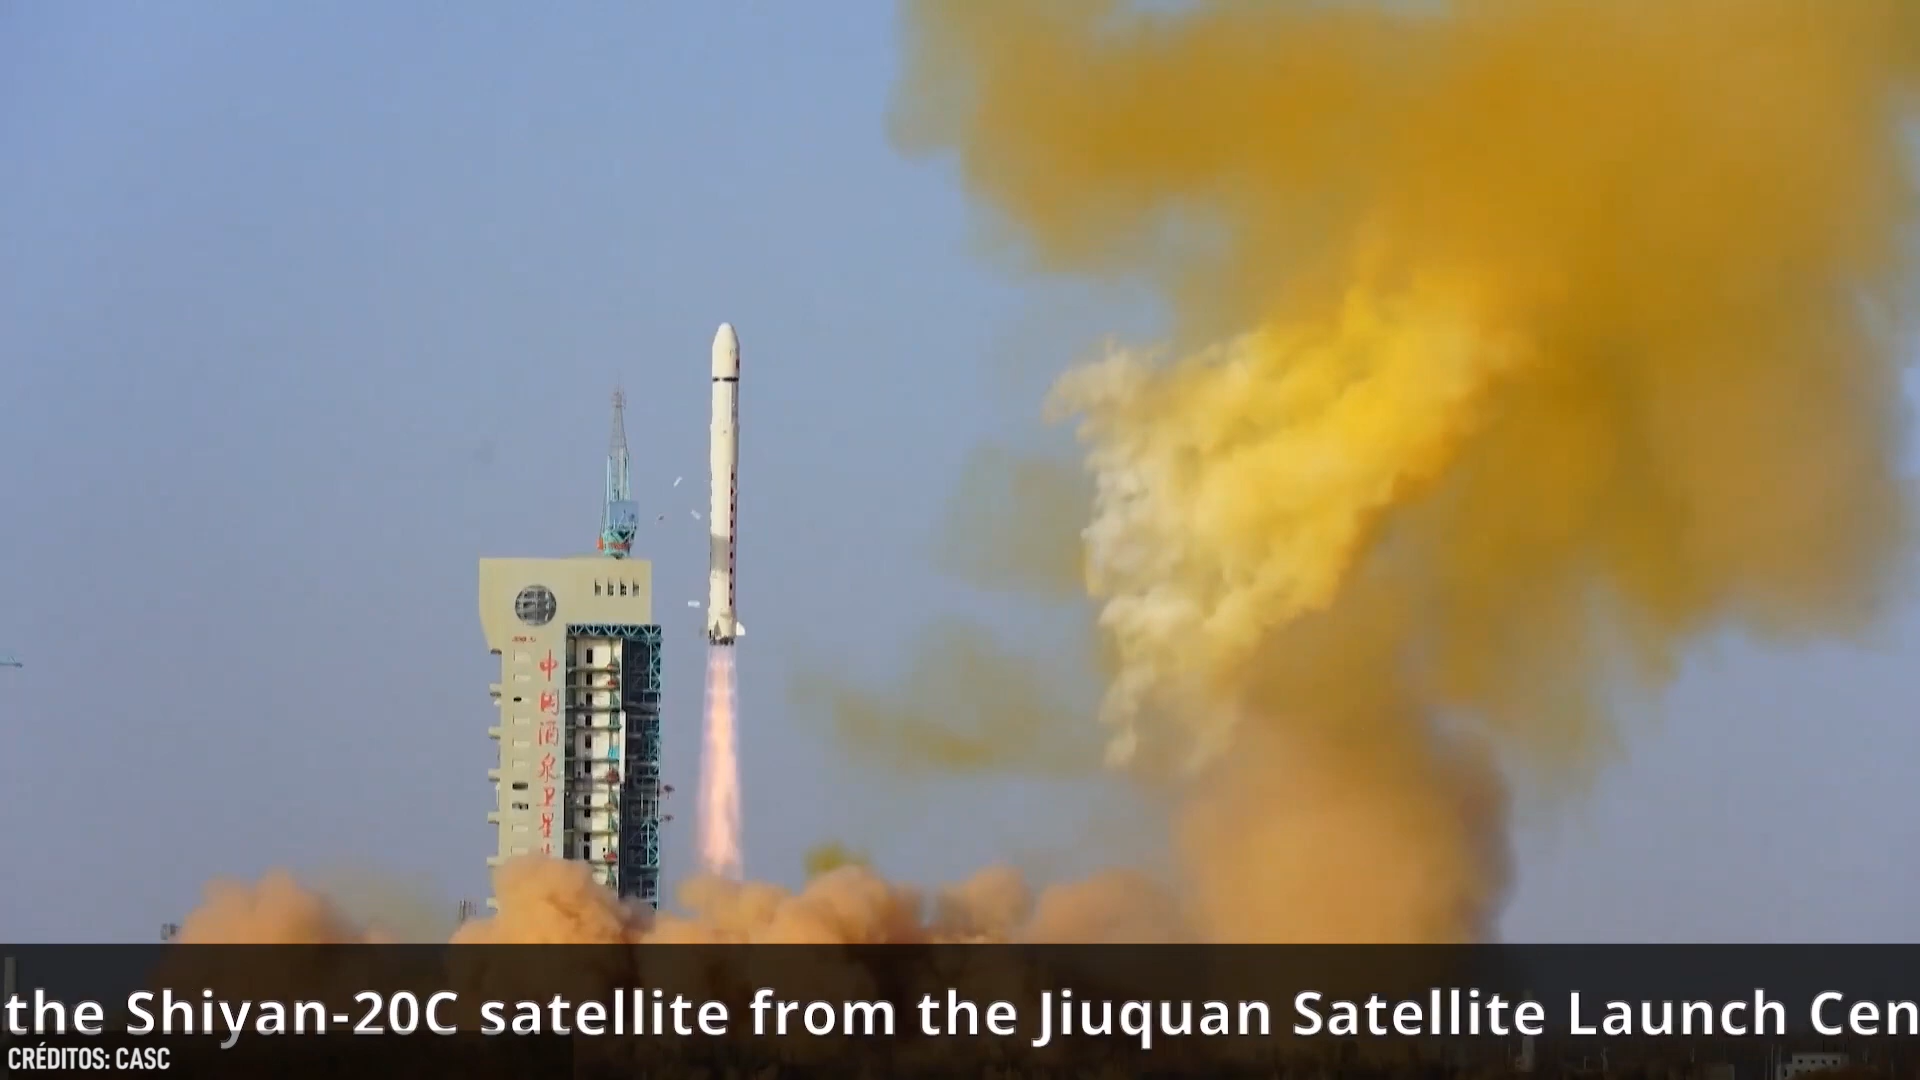 中国酒泉卫星
the Shiyan-20C satellite from the Jiuquan Satellite Launch Cen
CRÉDITOS: CASC